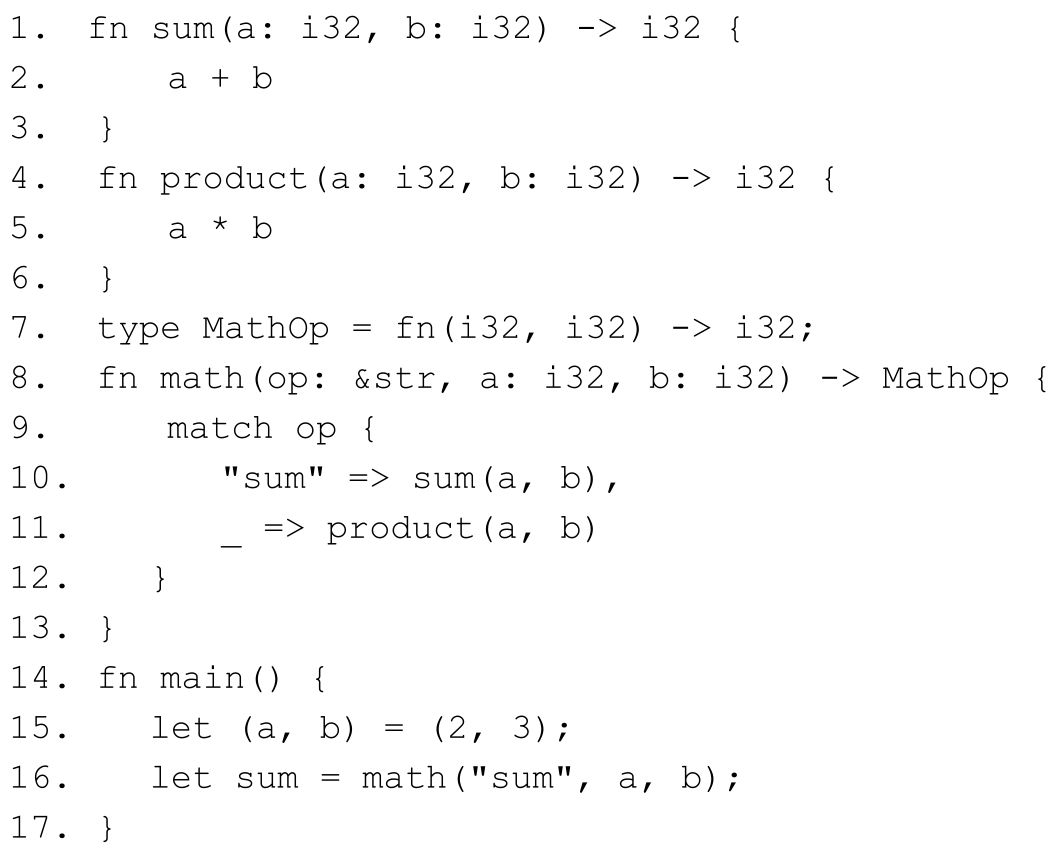 1.  fn sum(a: i32, b: i32) -> i32 {
2.      a + b
3.  }
4.  fn product(a: i32, b: i32) -> i32 {
5.      a * b
6.  }
7.  type MathOp = fn(i32, i32) -> i32;
8.  fn math(op: &str, a: i32, b: i32) -> MathOp {
9.      match op {
10.        "sum" => sum(a, b),
11.        _ => product(a, b)
12.    }
13. }
14. fn main() {
15.    let (a, b) = (2, 3);
16.    let sum = math("sum", a, b);
17. }